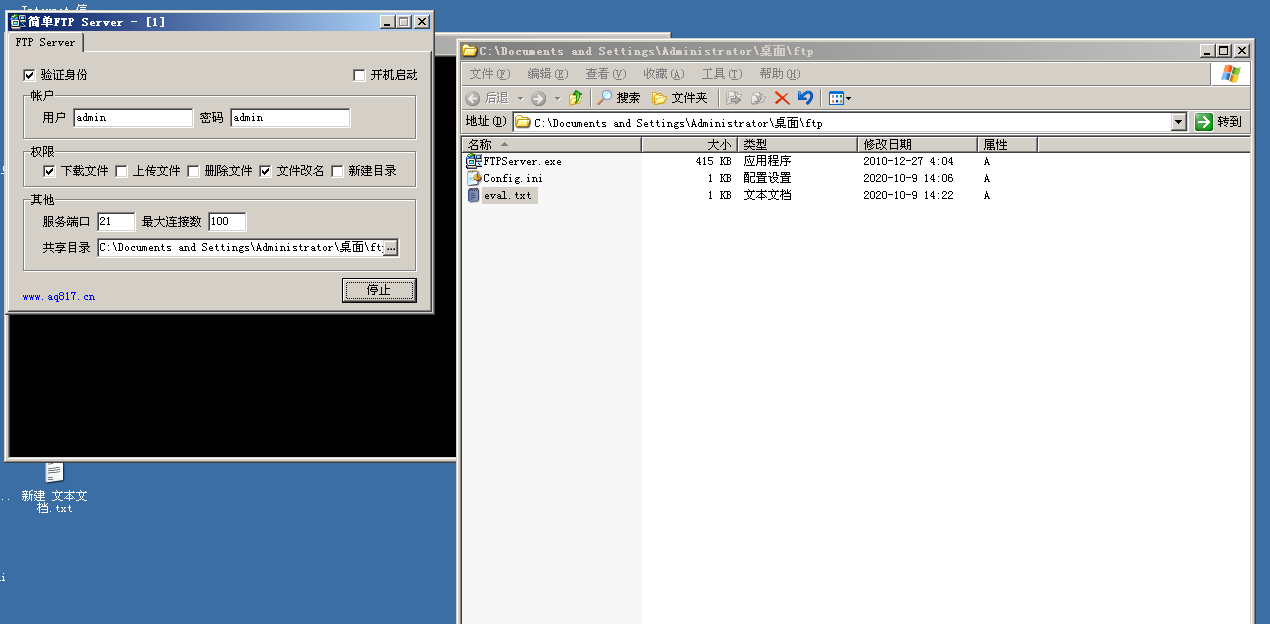 简单FTP Server - [1]
FTP Server
验证身份 开机启动
帐户
用户 admin 密码 admin
权限
下载文件 上传文件 删除文件 文件改名 新建目录
其他
服务端口 21 最大连接数 100
共享目录 C:\Documents and Settings\Administrator\桌面\ft ...
www.aq817.cn 停止
新建 文本文
档.txt
C:\Documents and Settings\Administrator\桌面\ftp
文件(F) 编辑(E) 查看(V) 收藏(A) 工具(T) 帮助(H)
后退 搜索 文件夹
地址(D) C:\Documents and Settings\Administrator\桌面\ftp 转到
名称 大小 类型 修改日期 属性
FTPServer.exe 415 KB 应用程序 2010-12-27 4:04 A
Config.ini 1 KB 配置设置 2020-10-9 14:06 A
eval.txt 1 KB 文本文档 2020-10-9 14:22 A